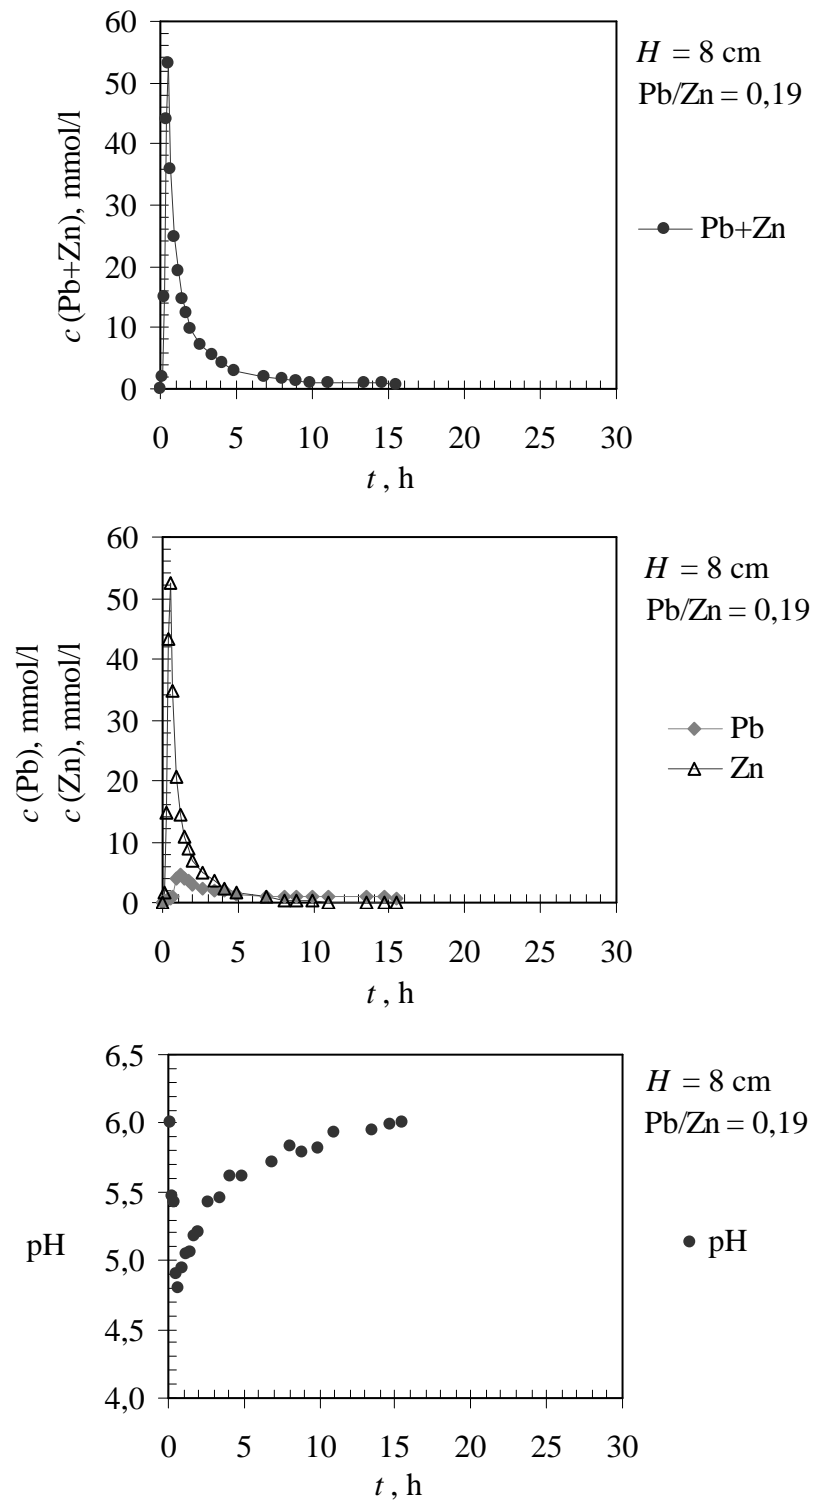 60
50
40
30
20
10
0
c (Pb+Zn), mmol/l
0 5 10 15 20 25 30
t , h
H = 8 cm
Pb/Zn = 0,19
Pb+Zn
60
50
40
30
20
10
0
c (Pb), mmol/l
c (Zn), mmol/l
0 5 10 15 20 25 30
t , h
H = 8 cm
Pb/Zn = 0,19
Pb
Zn
6,5
6,0
5,5
5,0
4,5
4,0
pH
0 5 10 15 20 25 30
t , h
H = 8 cm
Pb/Zn = 0,19
pH